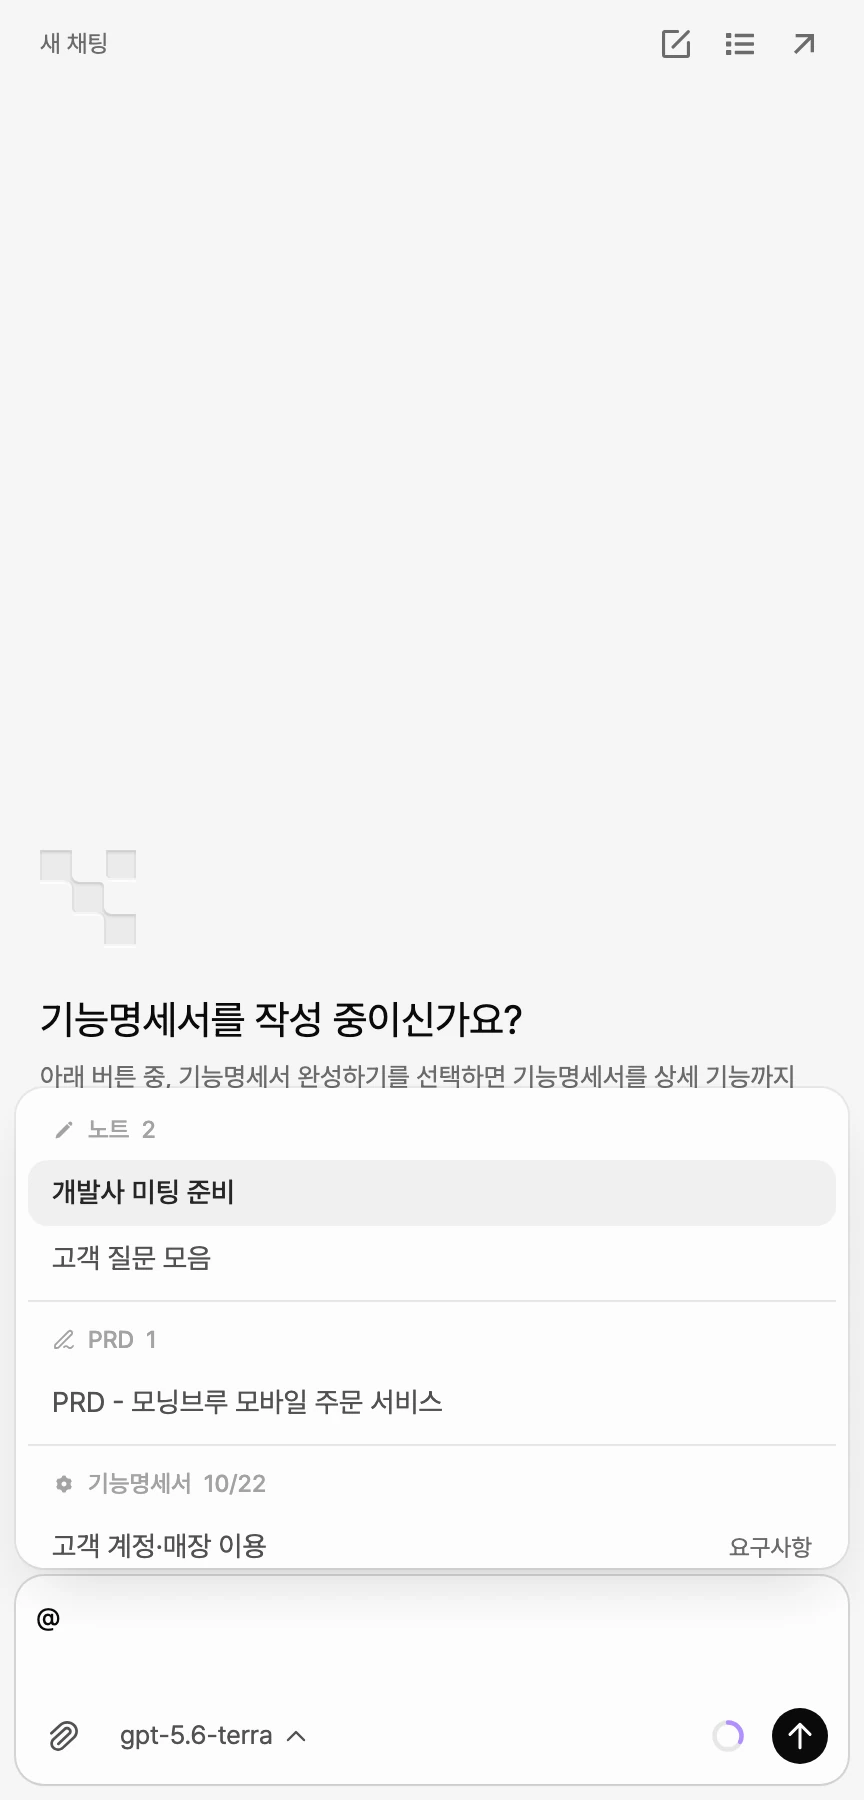 새 채팅
기능명세서를 작성 중이신가요?
아래 버튼 중, 기능명세서 완성하기를 선택하면 기능명세서를 상세 기능까지
노트 2
개발사 미팅 준비
고객 질문 모음
PRD 1
PRD - 모닝브루 모바일 주문 서비스
기능명세서 10/22
고객 계정·매장 이용 요구사항
@
gpt-5.6-terra